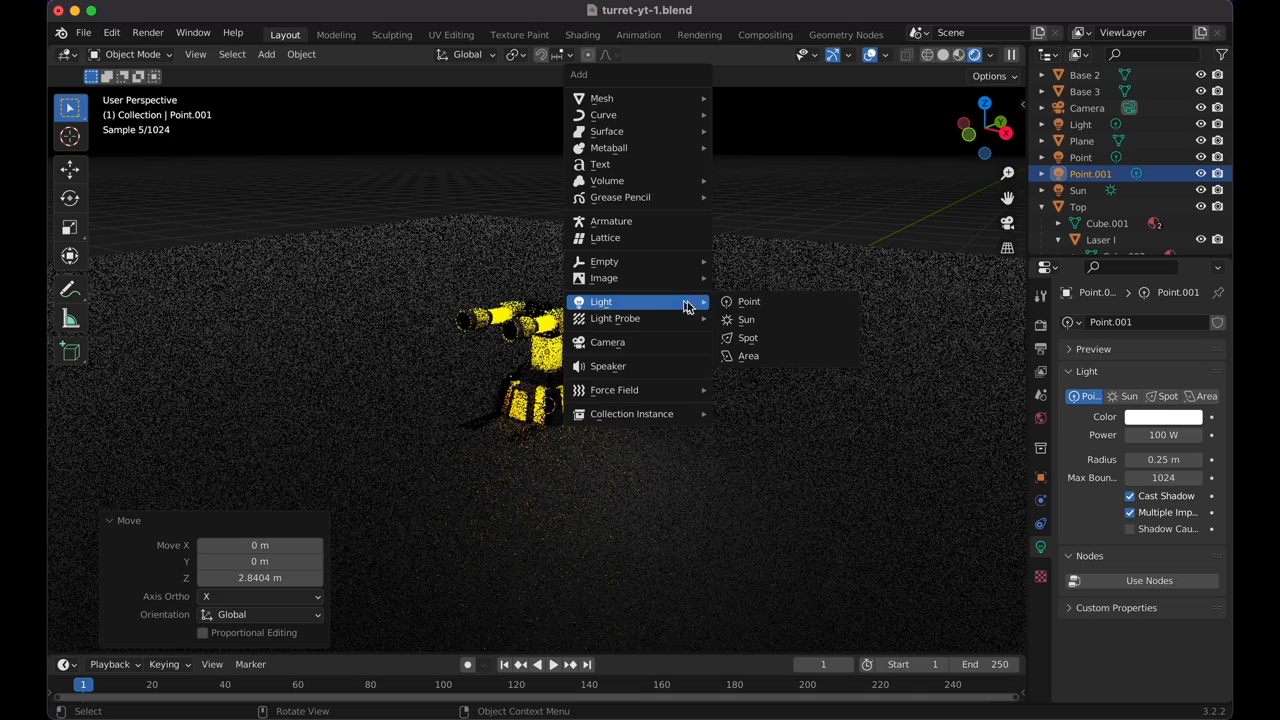 turret-yt-1.blend
File Edit Render Window Help Layout Modeling Sculpting UV Editing Texture Paint Shading Animation Rendering Compositing Geometry Nodes Scene ViewLayer
Object Mode View Select Add Object Global
Options
User Perspective
(1) Collection | Point.001
Sample 5/1024
Add
Mesh
Curve
Surface
Metaball
Text
Volume
Grease Pencil
Armature
Lattice
Empty
Image
Light
Light Probe
Camera
Speaker
Force Field
Collection Instance
Point
Sun
Spot
Area
Z
Y
X
Base 2
Base 3
Camera
Light
Plane
Point
Point.001
Sun
Top
Cube.001 2
Laser l
Point.0... > Point.001
Point.001
Preview
Light
Poi... Sun Spot Area
Color
Power 100 W
Radius 0.25 m
Max Boun... 1024
Cast Shadow
Multiple Imp...
Shadow Cau...
Nodes
Use Nodes
Custom Properties
Move
Move X 0 m
Y 0 m
Z 2.8404 m
Axis Ortho X
Orientation Global
Proportional Editing
Playback Keying View Marker 1 Start 1 End 250
1 20 40 60 80 100 120 140 160 180 200 220 240
Select Rotate View Object Context Menu 3.2.2